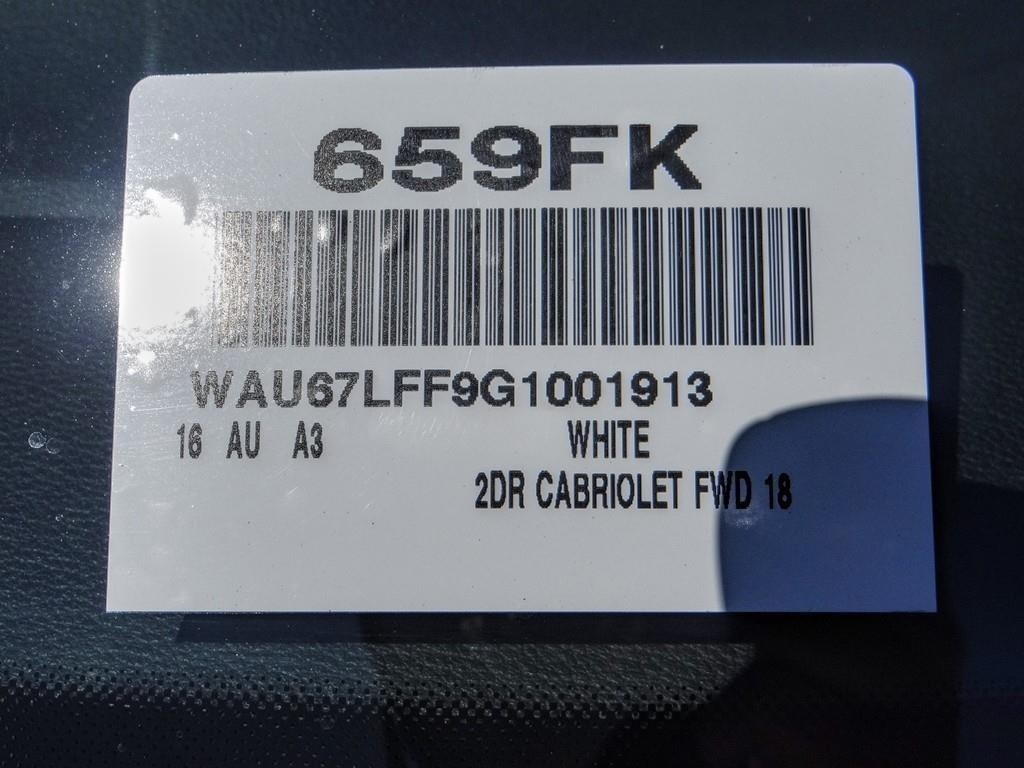 659FK
WAU67LFF9G1001913
16 AU A3 WHITE
2DR CABRIOLET FWD 18